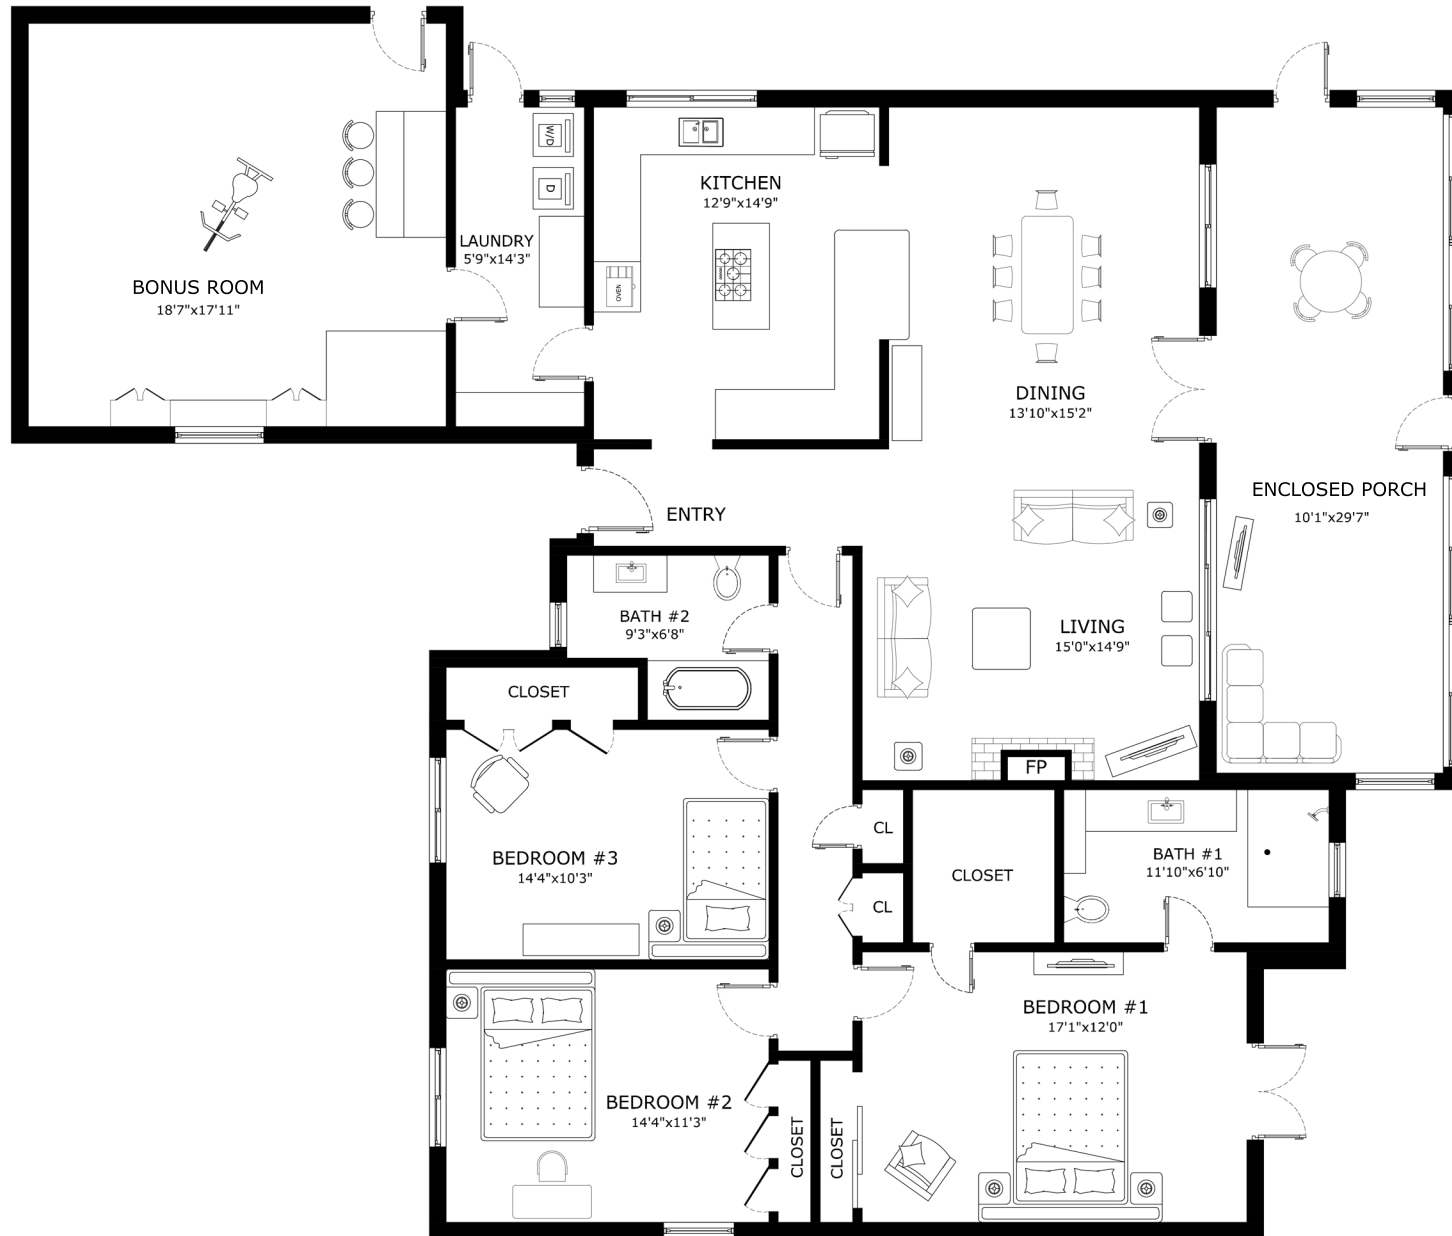 W/D
D
KITCHEN
12'9"x14'9"
LAUNDRY
5'9"x14'3"
BONUS ROOM
18'7"x17'11"
OVEN
DINING
13'10"x15'2"
ENCLOSED PORCH
10'1"x29'7"
ENTRY
BATH #2
9'3"x6'8"
LIVING
15'0"x14'9"
CLOSET
FP
CL
BEDROOM #3
14'4"x10'3"
BATH #1
11'10"x6'10"
CLOSET
CL
BEDROOM #1
17'1"x12'0"
BEDROOM #2
14'4"x11'3"
CLOSET
CLOSET